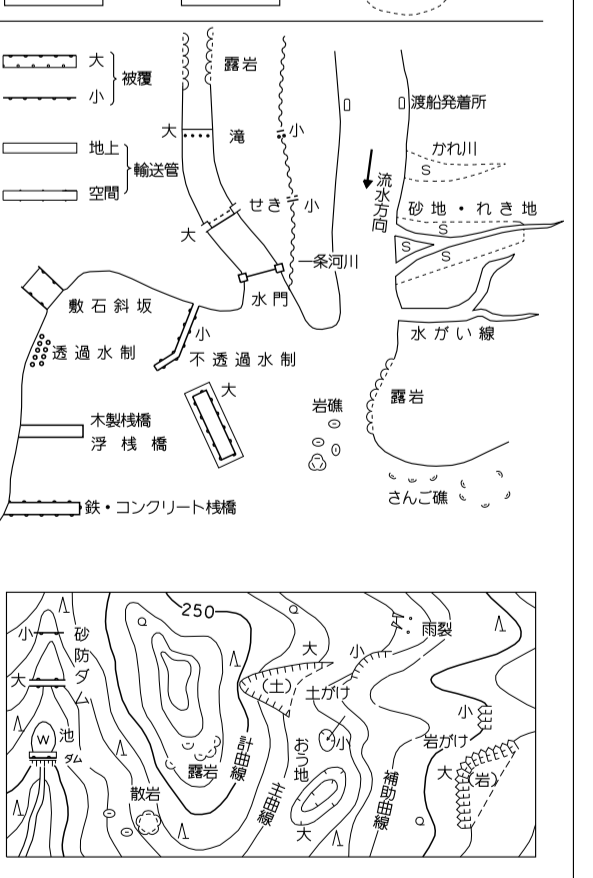 大
小
被覆
地上
空間
輸送管
露岩
大
滝
小
せき
小
大
一条河川
水門
渡船発着所
かれ川
S
流水方向
砂地・れき地
S
S
S
水がい線
敷石斜坂
透過水制
小
不透過水制
大
木製桟橋
浮桟橋
鉄・コンクリート桟橋
岩礁
露岩
さんご礁
小
砂防ダム
大
W
池
ダム
250
露岩
計曲線
散岩
大
(土)
土がけ
小
雨裂
おう地
小
大
主曲線
補助曲線
小
岩がけ
大
(岩)